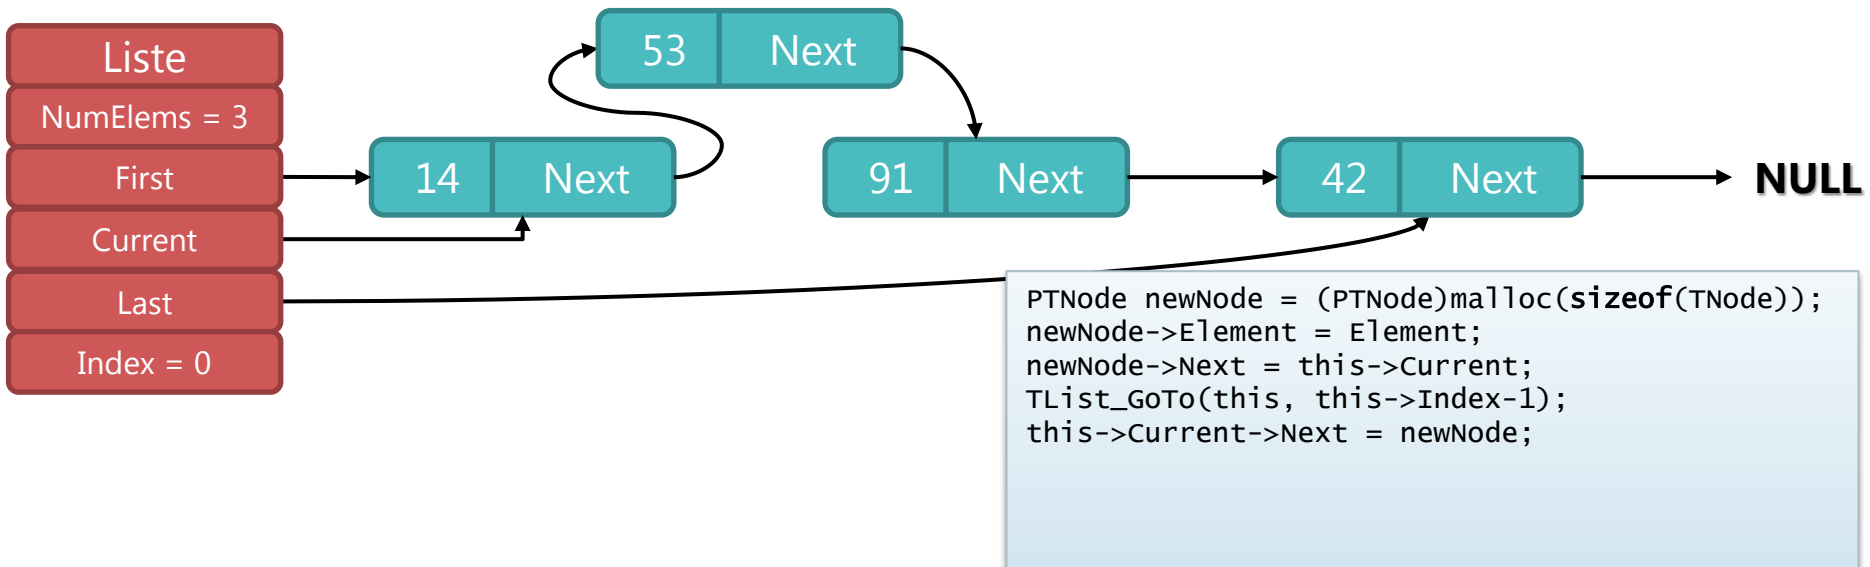 Liste
NumElems = 3
First
Current
Last
Index = 0
53 Next
14 Next
91 Next
42 Next
NULL
PTNode newNode = (PTNode)malloc(sizeof(TNode));
newNode->Element = Element;
newNode->Next = this->Current;
TList_GoTo(this, this->Index-1);
this->Current->Next = newNode;